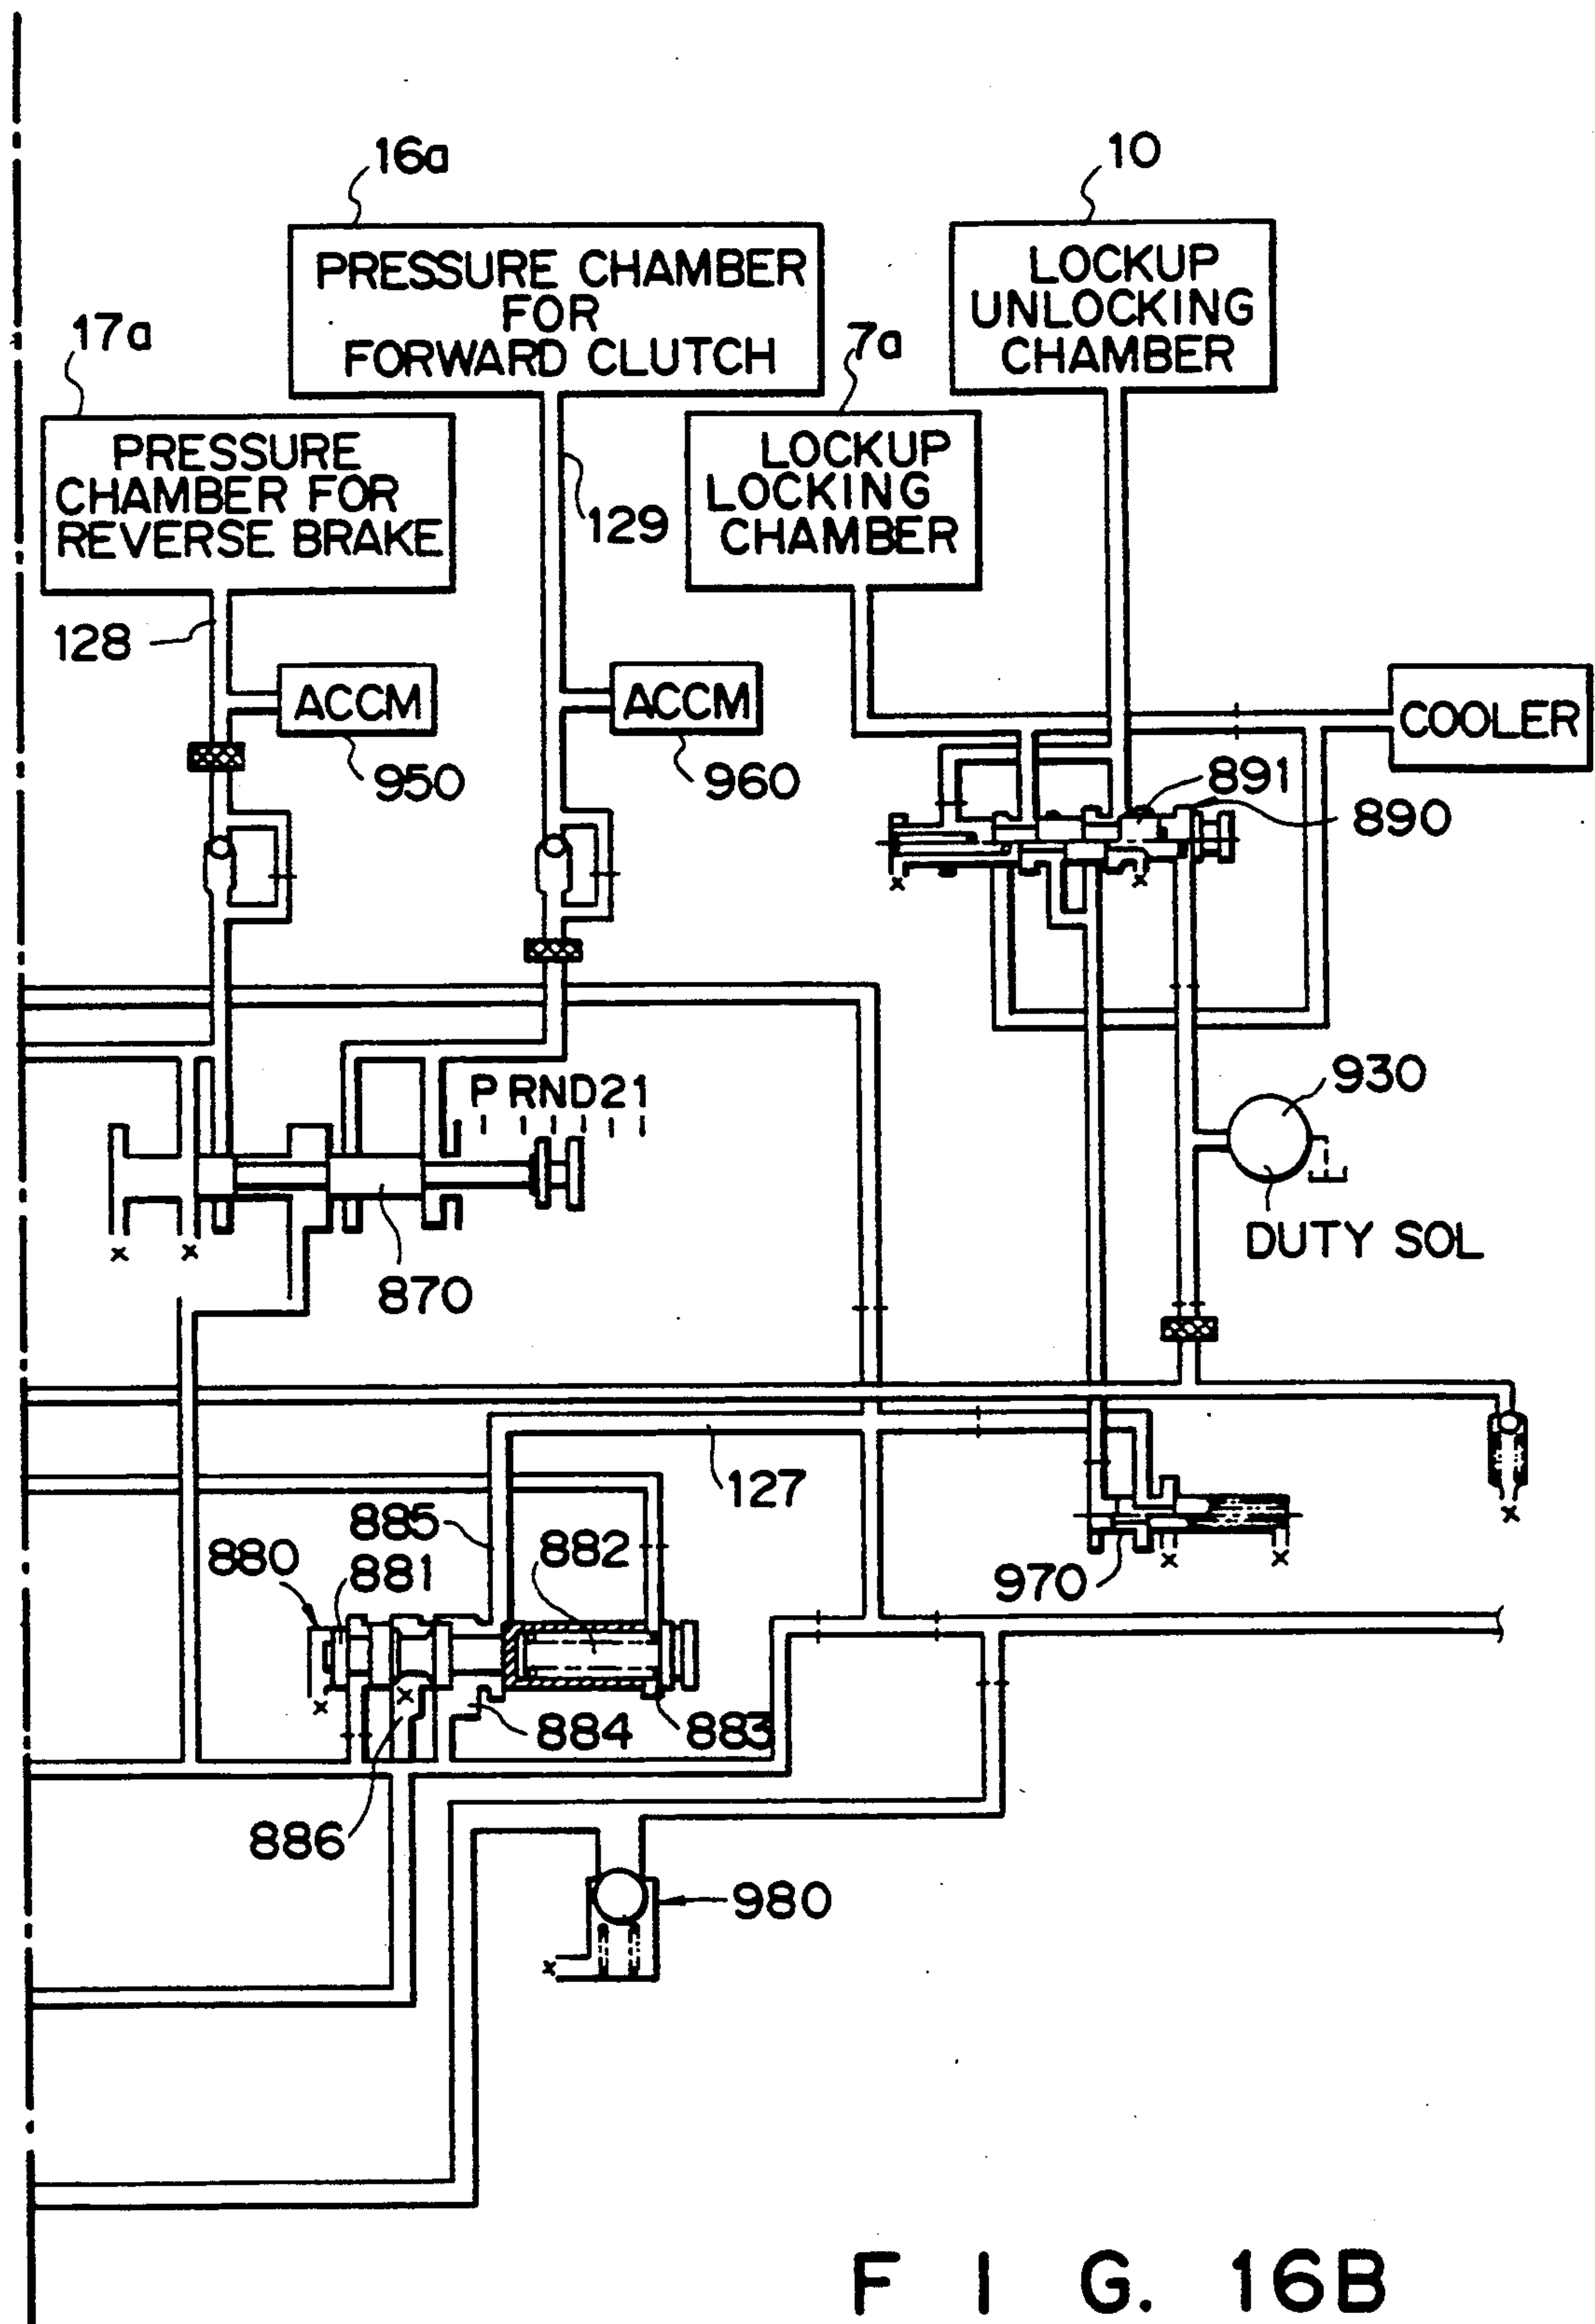 16a
10
PRESSURE CHAMBER
FOR
FORWARD CLUTCH
LOCKUP
UNLOCKING
CHAMBER
17a
7a
PRESSURE
CHAMBER FOR
REVERSE BRAKE
LOCKUP
LOCKING
CHAMBER
129
128
ACCM
ACCM
COOLER
950
960
891
890
P R N D 2 1
930
DUTY SOL
870
127
885
882
880
881
970
884
883
886
980
F I G. 16B